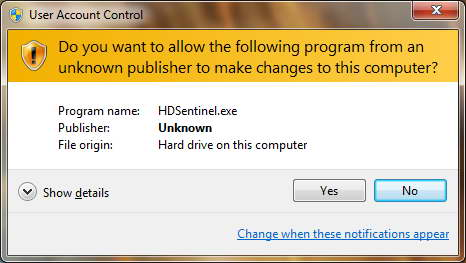 User Account Control
Do you want to allow the following program from an
unknown publisher to make changes to this computer?
Program name: HDSentinel.exe
Publisher: Unknown
File origin: Hard drive on this computer
Show details
Yes
No
Change when these notifications appear